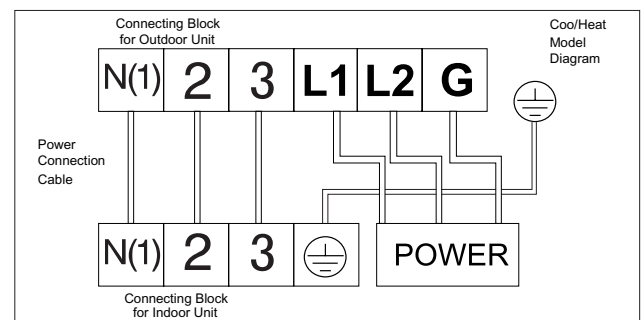 Connecting Block
for Outdoor Unit
Coo/Heat
Model
Diagram
N(1) 2 3 L1 L2 G
Power
Connection
Cable
N(1) 2 3 POWER
Connecting Block
for Indoor Unit